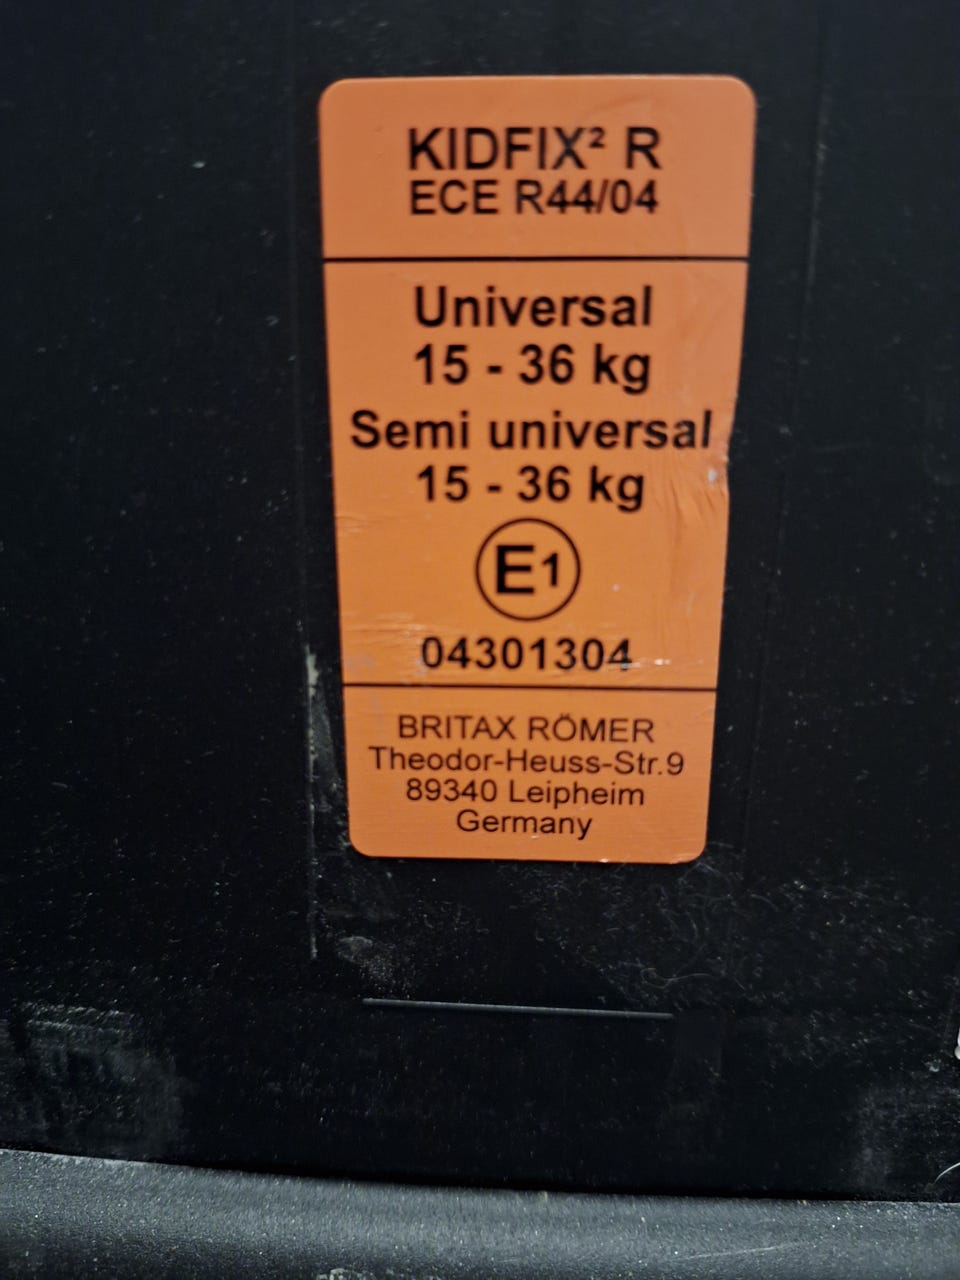 KIDFIX² R
ECE R44/04
Universal
15 - 36 kg
Semi universal
15 - 36 kg
E1
04301304
BRITAX RÖMER
Theodor-Heuss-Str.9
89340 Leipheim
Germany